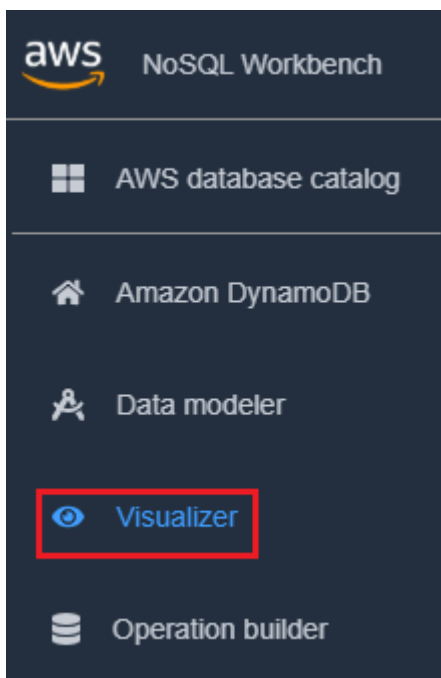 aws
NoSQL Workbench
AWS database catalog
Amazon DynamoDB
Data modeler
Visualizer
Operation builder